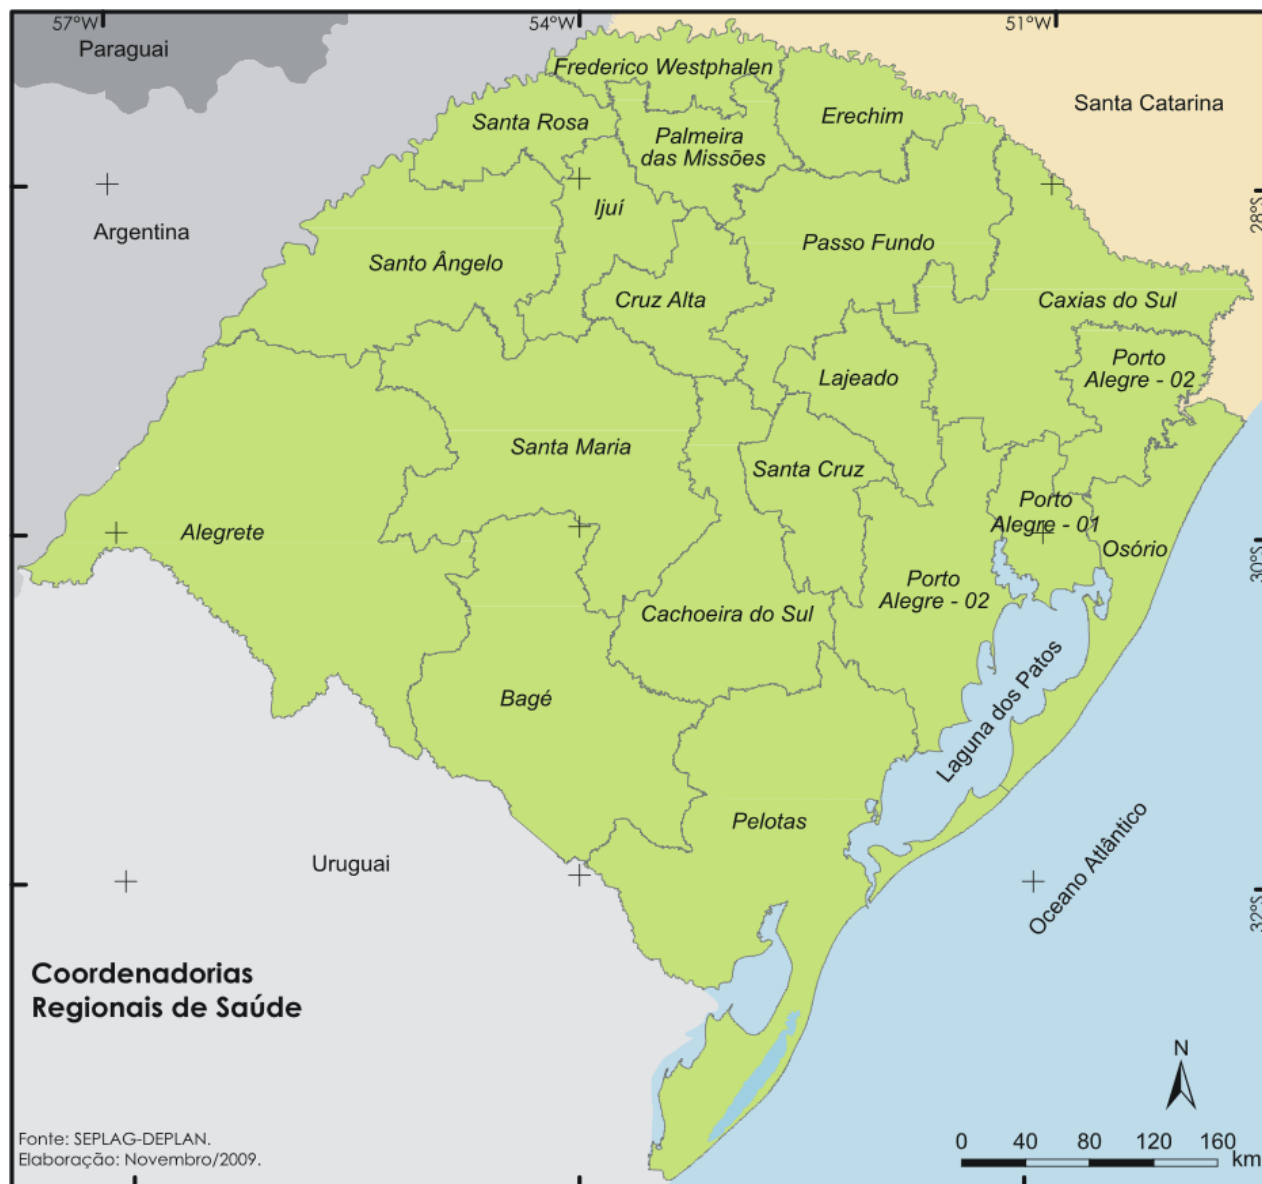 57°W
54°W
51°W
Paraguai
Frederico Westphalen
Santa Catarina
Santa Rosa
Erechim
Palmeira
das Missões
28°S
Argentina
Ijuí
Santo Ângelo
Passo Fundo
Cruz Alta
Caxias do Sul
Porto
Alegre - 02
Lajeado
Santa Maria
Santa Cruz
Alegrete
Porto
Alegre - 01
Osório
30°S
Porto
Alegre - 02
Cachoeira do Sul
Bagé
Laguna dos Patos
Pelotas
Uruguai
Oceano Atlântico
32°S
Coordenadorias
Regionais de Saúde
N
Fonte: SEPLAG-DEPLAN.
Elaboração: Novembro/2009.
0 40 80 120 160
km